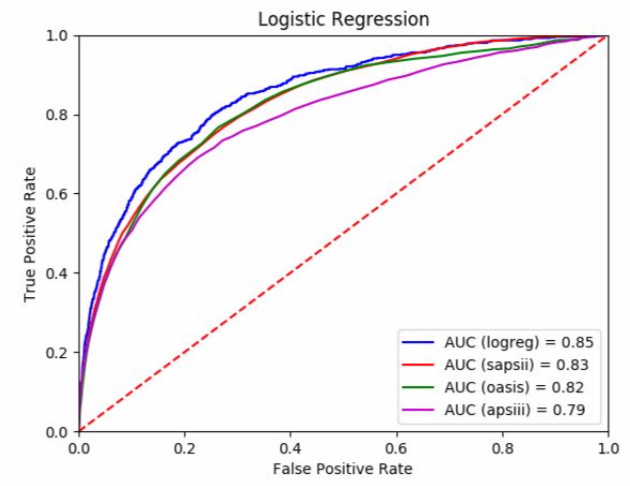 Logistic Regression
1.0
0.8
0.6
0.4
0.2
0.0
True Positive Rate
AUC (logreg) = 0.85
AUC (sapsii) = 0.83
AUC (oasis) = 0.82
AUC (apsiii) = 0.79
0.0 0.2 0.4 0.6 0.8 1.0
False Positive Rate